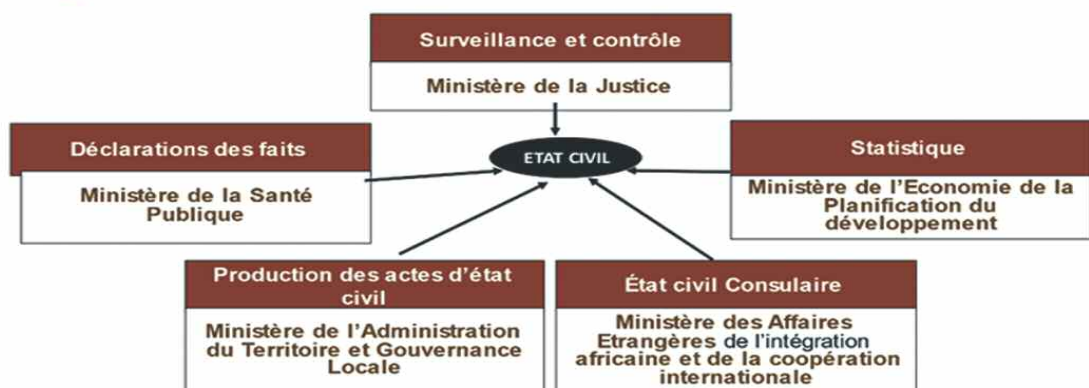 Surveillance et contrôle
Ministère de la Justice
Déclarations des faits
Ministère de la Santé
Publique
ETAT CIVIL
Statistique
Ministère de l'Economie de la
Planification du
développement
Production des actes d'état
civil
Ministère de l'Administration
du Territoire et Gouvernance
Locale
État civil Consulaire
Ministère des Affaires
Etrangères de l'intégration
africaine et de la coopération
internationale